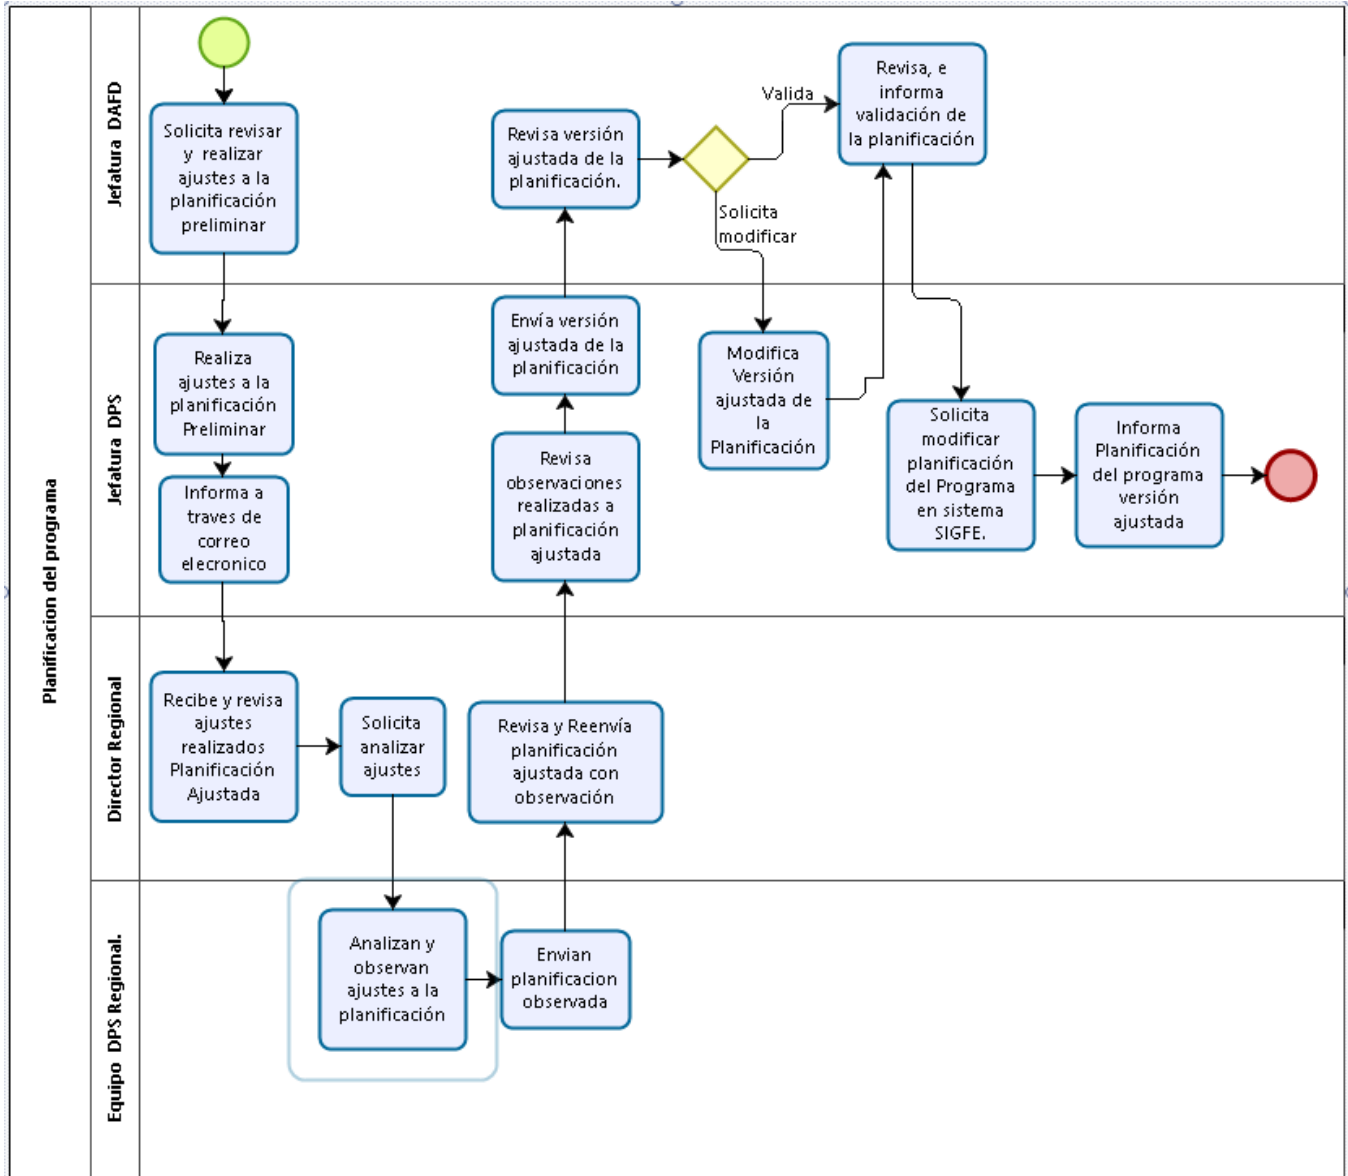 Planificacion del programa
Jefatura DAFD
Solicita revisar
y realizar
ajustes a la
planificación
preliminar
Revisa versión
ajustada de la
planificación.
Valida
Solicita
modificar
Revisa, e
informa
validación de
la planificación
Jefatura DPS
Realiza
ajustes a la
planificación
Preliminar
Informa a
traves de
correo
elecronico
Envía versión
ajustada de la
planificación
Revisa
observaciones
realizadas a
planificación
ajustada
Modifica
Versión
ajustada de
la
Planificación
Solicita
modificar
planificación
del Programa
en sistema
SIGFE.
Informa
Planificación
del programa
versión
ajustada
Director Regional
Recibe y revisa
ajustes
realizados
Planificación
Ajustada
Solicita
analizar
ajustes
Revisa y Reenvía
planificación
ajustada con
observación
Equipo DPS Regional.
Analizan y
observan
ajustes a la
planificación
Envian
planificacion
observada